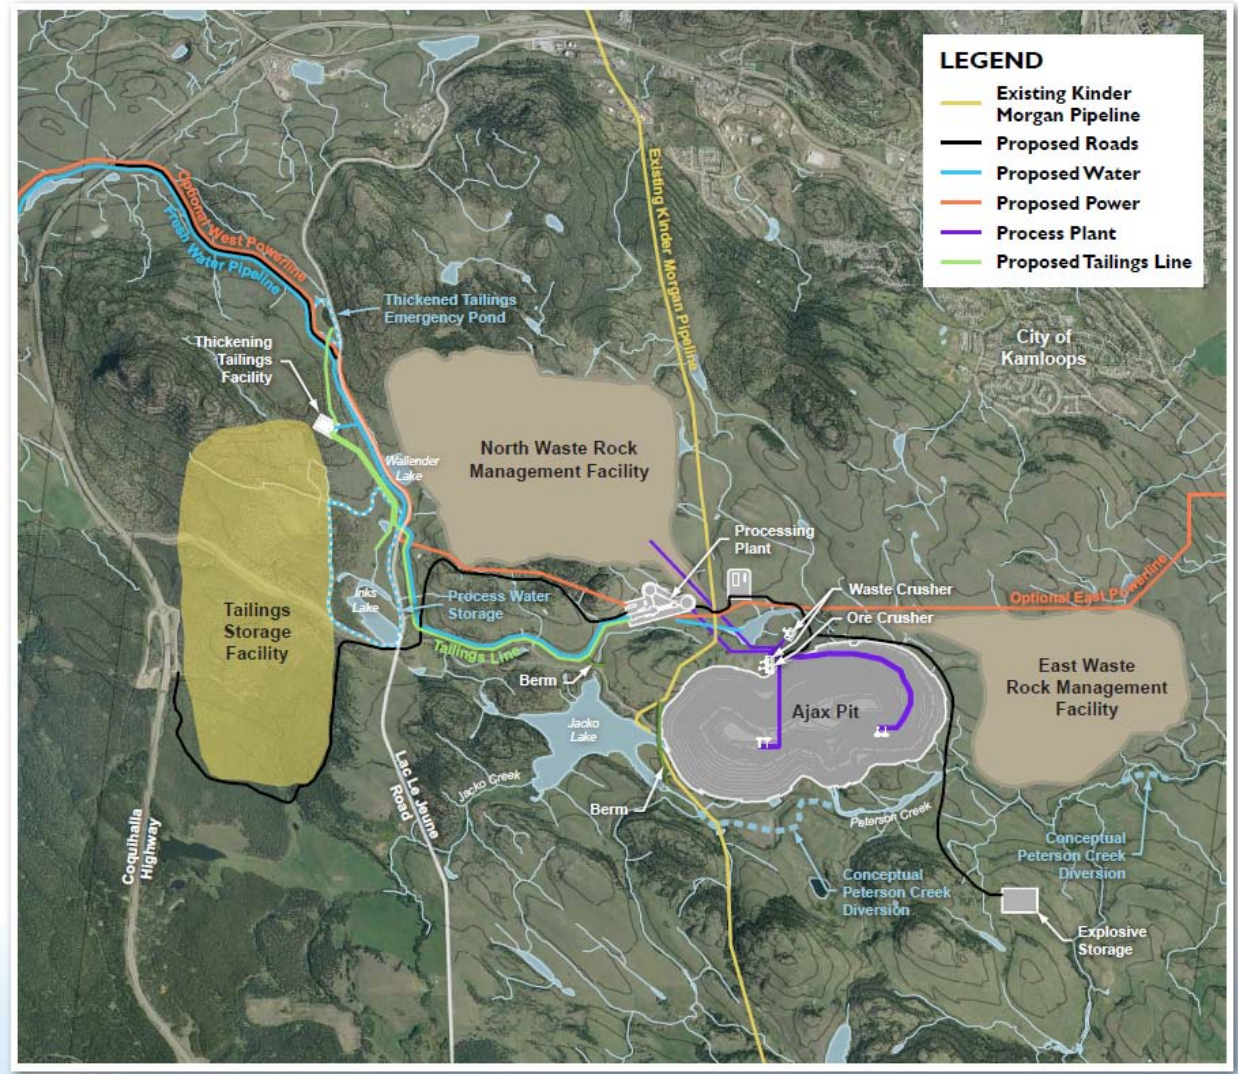 LEGEND
Existing Kinder
Morgan Pipeline
Proposed Roads
Proposed Water
Proposed Power
Process Plant
Proposed Tailings Line
Optional West Powerline
Fresh Water Pipeline
Existing Kinder Morgan Pipeline
Thickened Tailings
Emergency Pond
Thickening
Tailings
Facility
City of
Kamloops
North Waste Rock
Management Facility
Wallender
Lake
Processing
Plant
Waste Crusher
Ore Crusher
Optional East Powerline
Inks
Lake
Process Water
Storage
Tailings
Storage
Facility
Tailings Line
Berm
East Waste
Rock Management
Facility
Ajax Pit
Jacko
Lake
Jacko Creek
Lac Le Jeune
Road
Berm
Peterson Creek
Coquihalla
Highway
Conceptual
Peterson Creek
Diversion
Conceptual
Peterson Creek
Diversion
Explosive
Storage